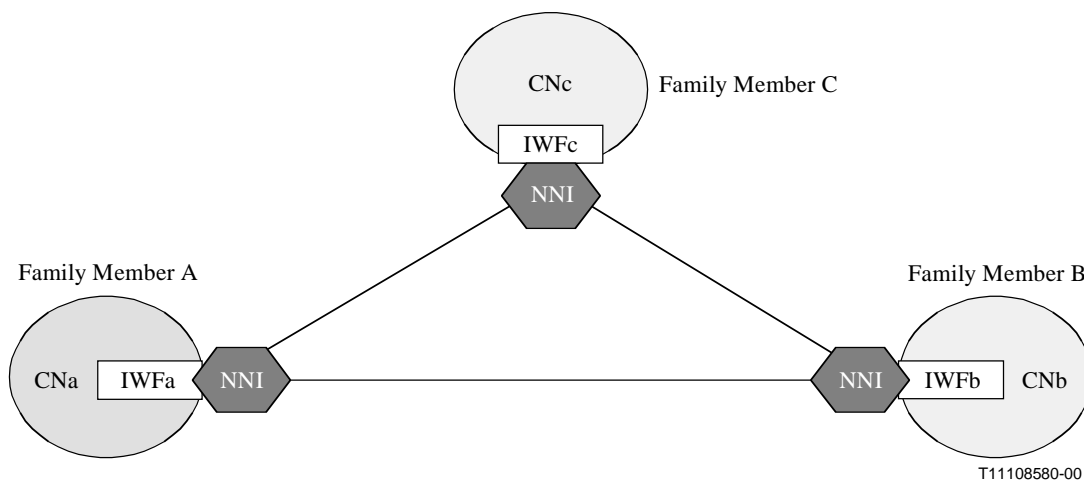 CNc
Family Member C
IWFc
NNI
Family Member A
Family Member B
CNa
IWFa
NNI
NNI
IWFb
CNb
T11108580-00